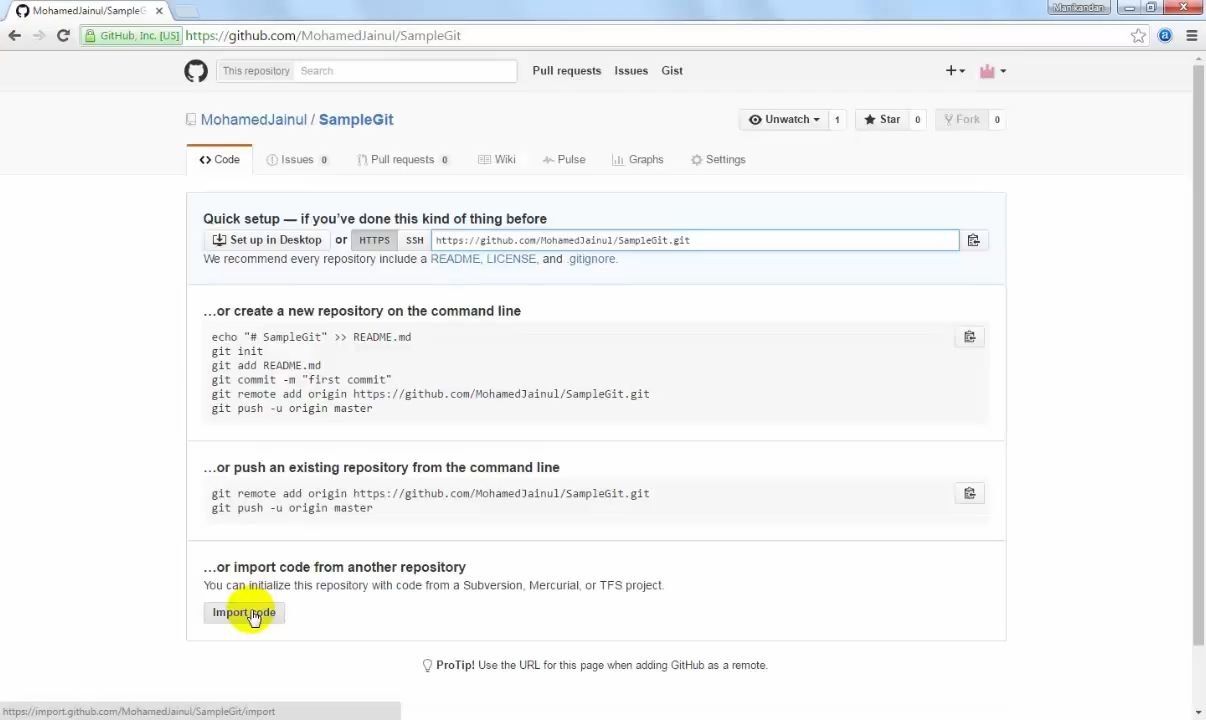 MohamedJainul/SampleG
Manikandan
GitHub, Inc. [US] https://github.com/MohamedJainul/SampleGit
This repository Search Pull requests Issues Gist
MohamedJainul / SampleGit Unwatch 1 Star 0 Fork 0
Code Issues 0 Pull requests 0 Wiki Pulse Graphs Settings
Quick setup — if you've done this kind of thing before
Set up in Desktop or HTTPS SSH https://github.com/MohamedJainul/SampleGit.git
We recommend every repository include a README, LICENSE, and .gitignore.
…or create a new repository on the command line
echo "# SampleGit" >> README.md
git init
git add README.md
git commit -m "first commit"
git remote add origin https://github.com/MohamedJainul/SampleGit.git
git push -u origin master
…or push an existing repository from the command line
git remote add origin https://github.com/MohamedJainul/SampleGit.git
git push -u origin master
…or import code from another repository
You can initialize this repository with code from a Subversion, Mercurial, or TFS project.
Import code
ProTip! Use the URL for this page when adding GitHub as a remote.
https://import.github.com/MohamedJainul/SampleGit/import